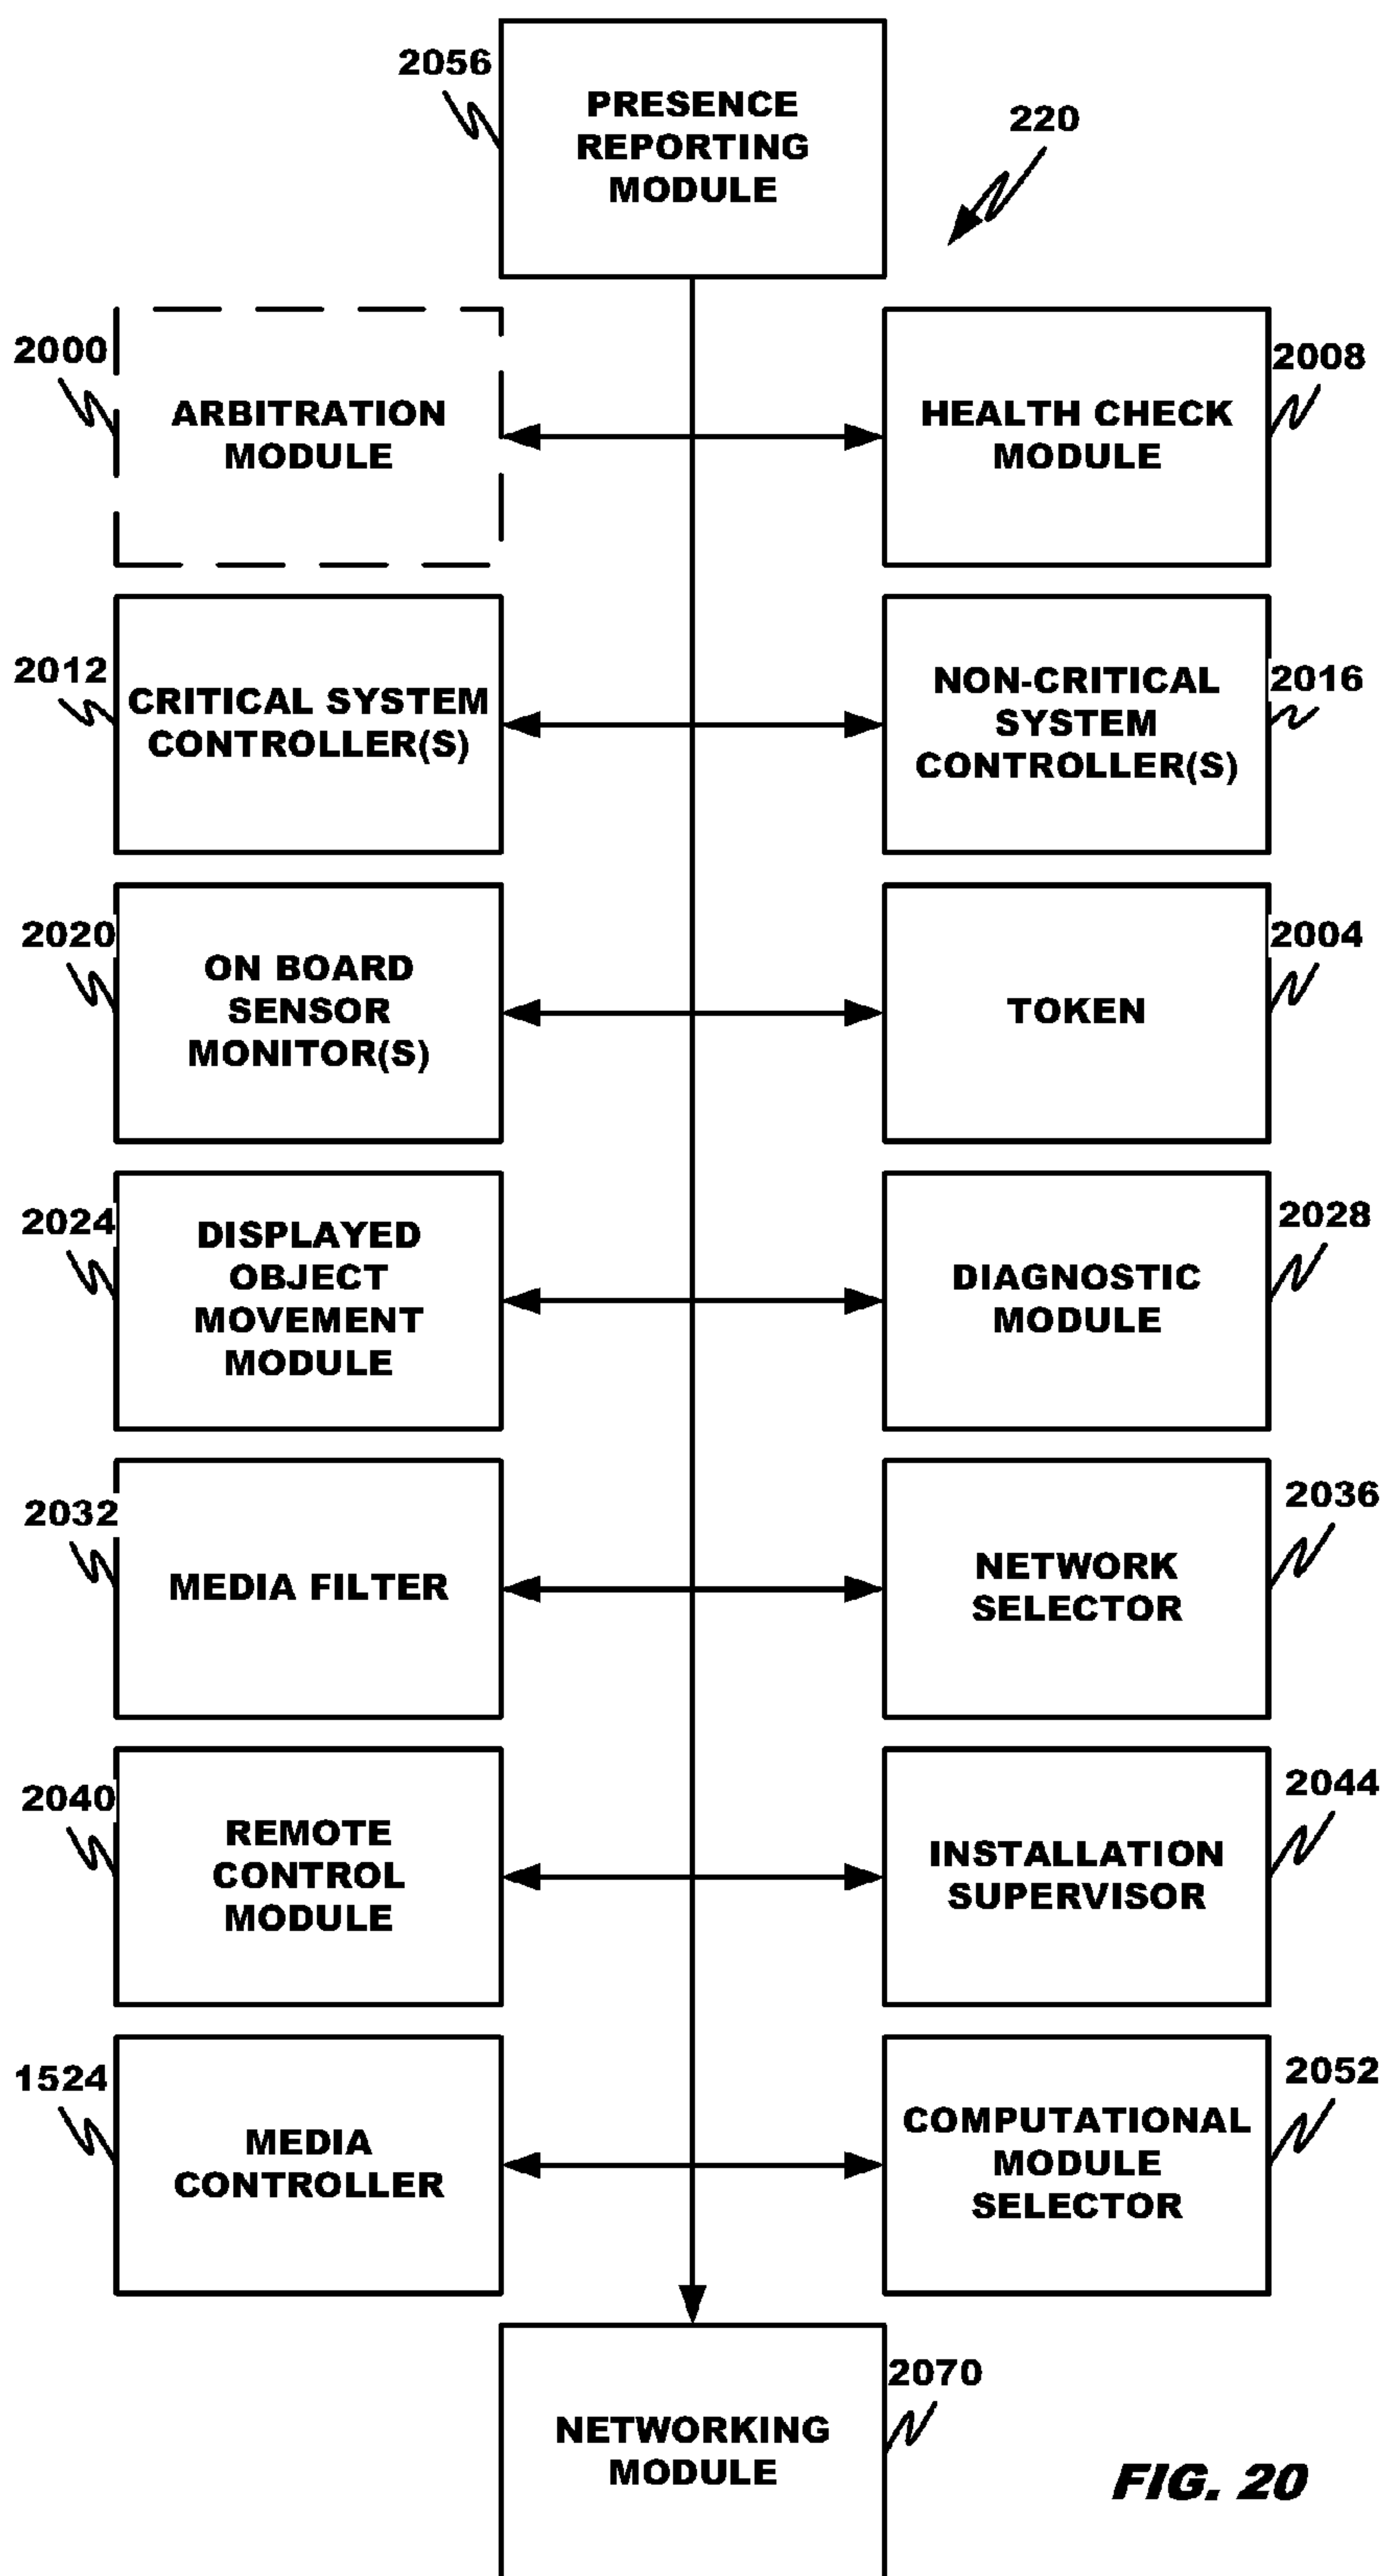 2056
PRESENCE
REPORTING
MODULE
220
2000
ARBITRATION
MODULE
2008
HEALTH CHECK
MODULE
2012
CRITICAL SYSTEM
CONTROLLER(S)
2016
NON-CRITICAL
SYSTEM
CONTROLLER(S)
2020
ON BOARD
SENSOR
MONITOR(S)
2004
TOKEN
2024
DISPLAYED
OBJECT
MOVEMENT
MODULE
2028
DIAGNOSTIC
MODULE
2032
MEDIA FILTER
2036
NETWORK
SELECTOR
2040
REMOTE
CONTROL
MODULE
2044
INSTALLATION
SUPERVISOR
1524
MEDIA
CONTROLLER
2052
COMPUTATIONAL
MODULE
SELECTOR
2070
NETWORKING
MODULE
FIG. 20